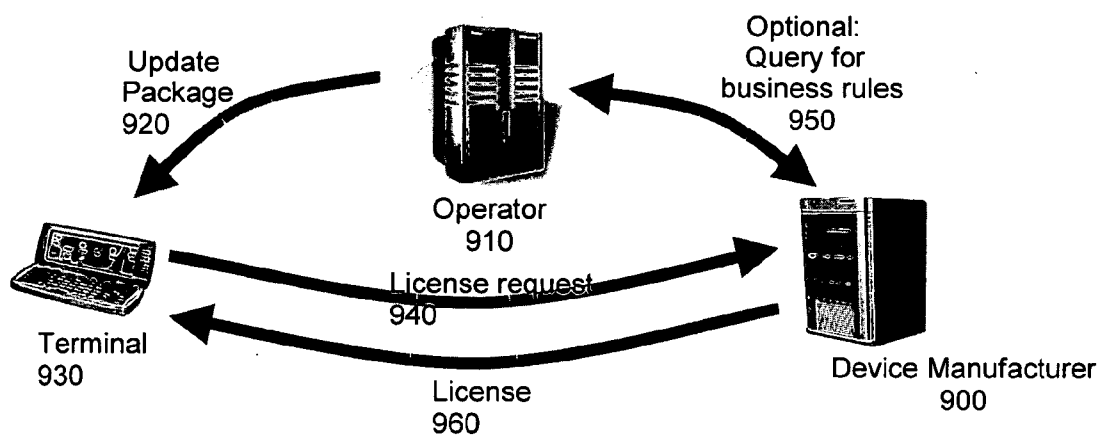 Update
Package
920
Optional:
Query for
business rules
950
Operator
910
License request
940
Terminal
930
License
960
Device Manufacturer
900